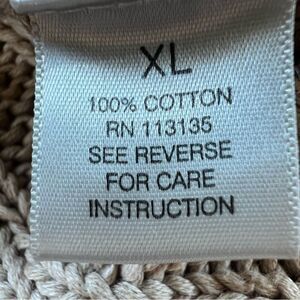 XL
100% COTTON
RN 113135
SEE REVERSE
FOR CARE
INSTRUCTION